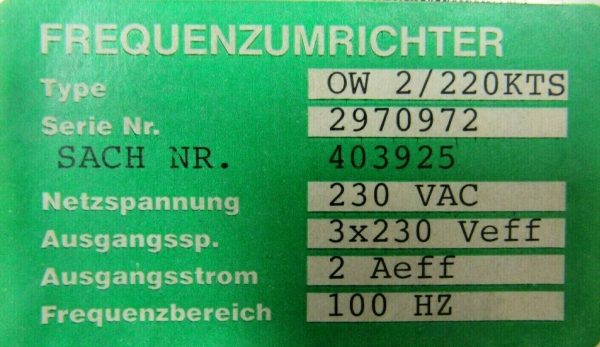 FREQUENZUMRICHTER
Type OW 2/220KTS
Serie Nr. 2970972
SACH NR. 403925
Netzspannung 230 VAC
Ausgangssp. 3x230 Veff
Ausgangsstrom 2 Aeff
Frequenzbereich 100 HZ